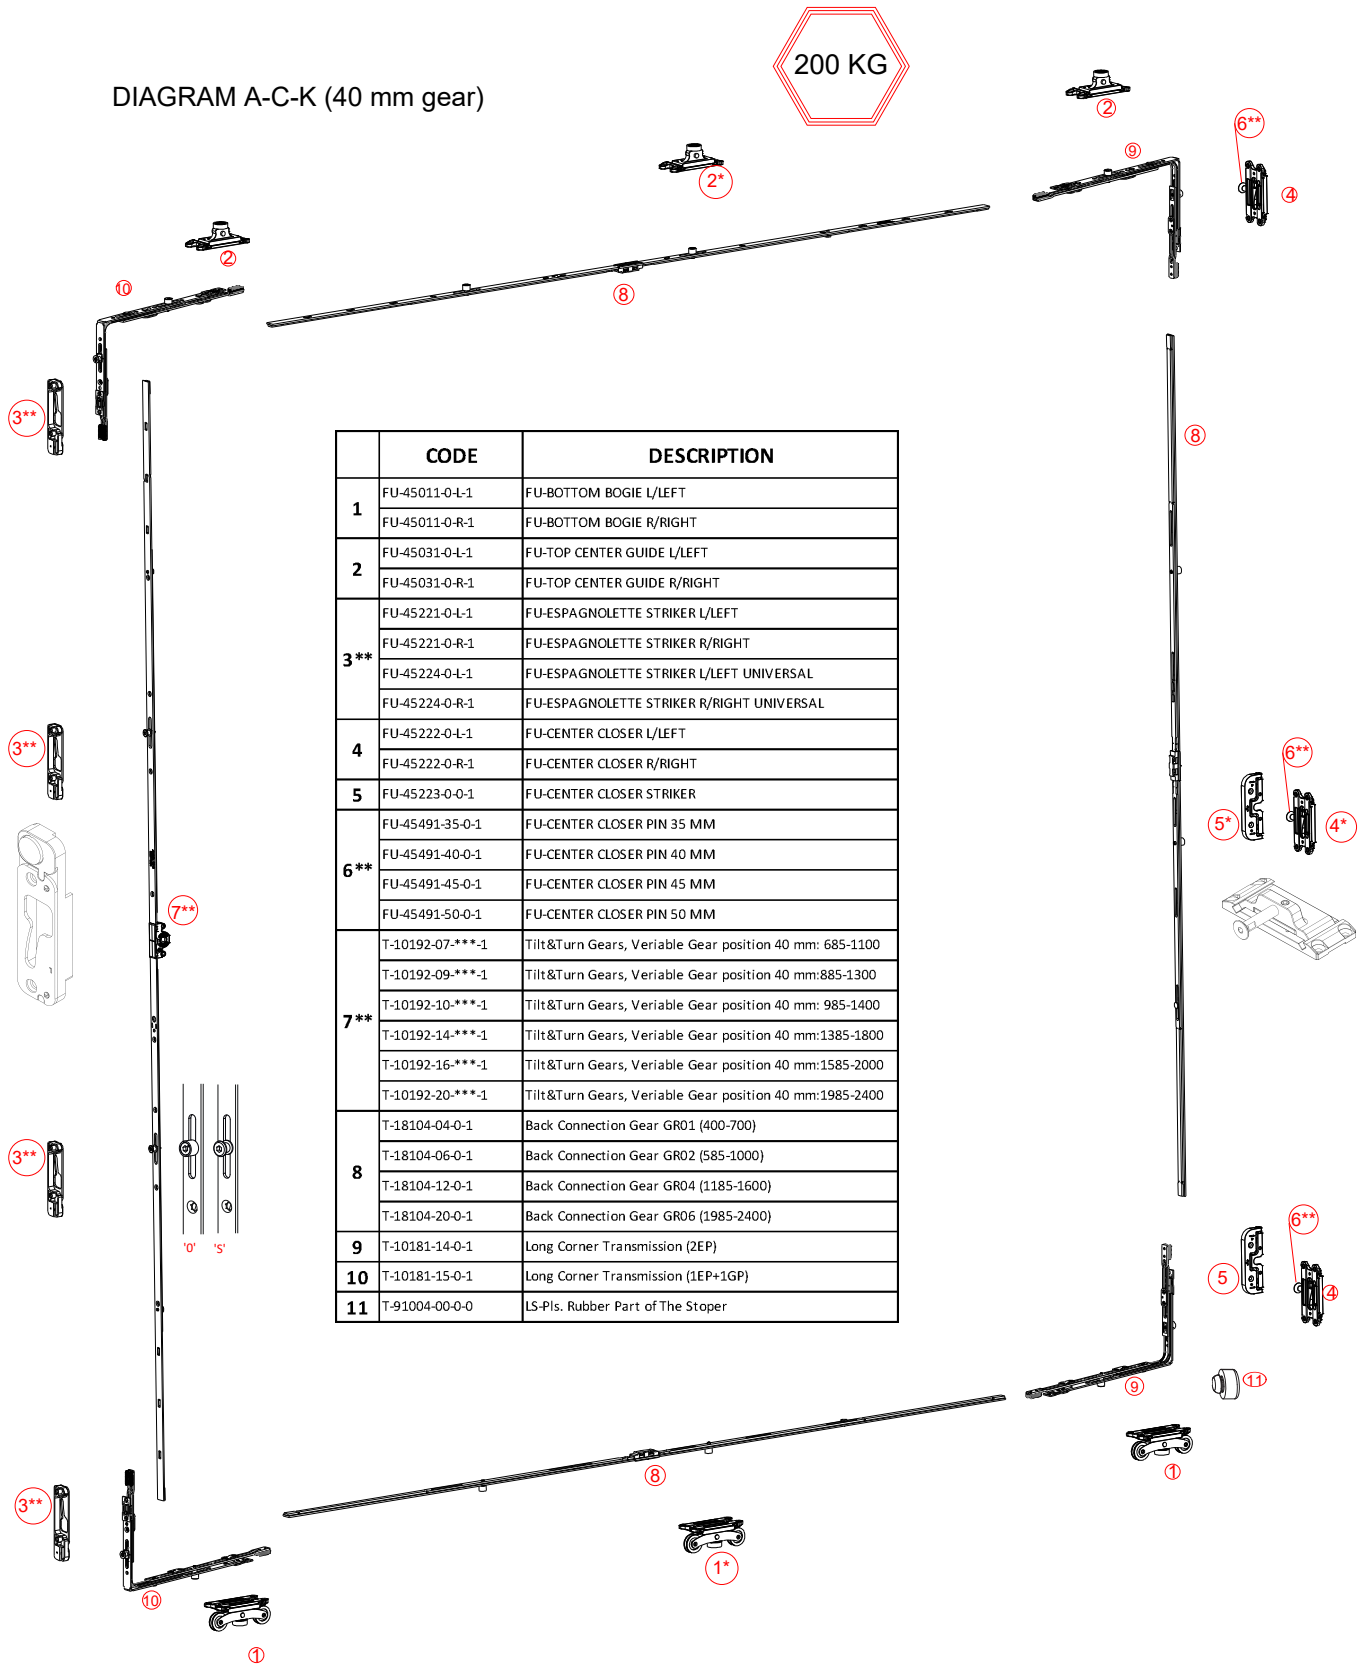 200 KG
DIAGRAM A-C-K (40 mm gear)
2
6**
9
2*
4
2
10
8
3**
8
CODE DESCRIPTION
1 FU-45011-0-L-1 FU-BOTTOM BOGIE L/LEFT
FU-45011-0-R-1 FU-BOTTOM BOGIE R/RIGHT
2 FU-45031-0-L-1 FU-TOP CENTER GUIDE L/LEFT
FU-45031-0-R-1 FU-TOP CENTER GUIDE R/RIGHT
3** FU-45221-0-L-1 FU-ESPAGNOLETTE STRIKER L/LEFT
FU-45221-0-R-1 FU-ESPAGNOLETTE STRIKER R/RIGHT
FU-45224-0-L-1 FU-ESPAGNOLETTE STRIKER L/LEFT UNIVERSAL
FU-45224-0-R-1 FU-ESPAGNOLETTE STRIKER R/RIGHT UNIVERSAL
4 FU-45222-0-L-1 FU-CENTER CLOSER L/LEFT
FU-45222-0-R-1 FU-CENTER CLOSER R/RIGHT
5 FU-45223-0-0-1 FU-CENTER CLOSER STRIKER
6** FU-45491-35-0-1 FU-CENTER CLOSER PIN 35 MM
FU-45491-40-0-1 FU-CENTER CLOSER PIN 40 MM
FU-45491-45-0-1 FU-CENTER CLOSER PIN 45 MM
FU-45491-50-0-1 FU-CENTER CLOSER PIN 50 MM
7** T-10192-07-***-1 Tilt&Turn Gears, Veriable Gear position 40 mm: 685-1100
T-10192-09-***-1 Tilt&Turn Gears, Veriable Gear position 40 mm:885-1300
T-10192-10-***-1 Tilt&Turn Gears, Veriable Gear position 40 mm: 985-1400
T-10192-14-***-1 Tilt&Turn Gears, Veriable Gear position 40 mm:1385-1800
T-10192-16-***-1 Tilt&Turn Gears, Veriable Gear position 40 mm:1585-2000
T-10192-20-***-1 Tilt&Turn Gears, Veriable Gear position 40 mm:1985-2400
8 T-18104-04-0-1 Back Connection Gear GR01 (400-700)
T-18104-06-0-1 Back Connection Gear GR02 (585-1000)
T-18104-12-0-1 Back Connection Gear GR04 (1185-1600)
T-18104-20-0-1 Back Connection Gear GR06 (1985-2400)
9 T-10181-14-0-1 Long Corner Transmission (2EP)
10 T-10181-15-0-1 Long Corner Transmission (1EP+1GP)
11 T-91004-00-0-0 LS-Pls. Rubber Part of The Stoper
3**
6**
5*
4*
7**
3**
'0' 'S'
6**
5
4
11
9
8
1
3**
1*
10
1